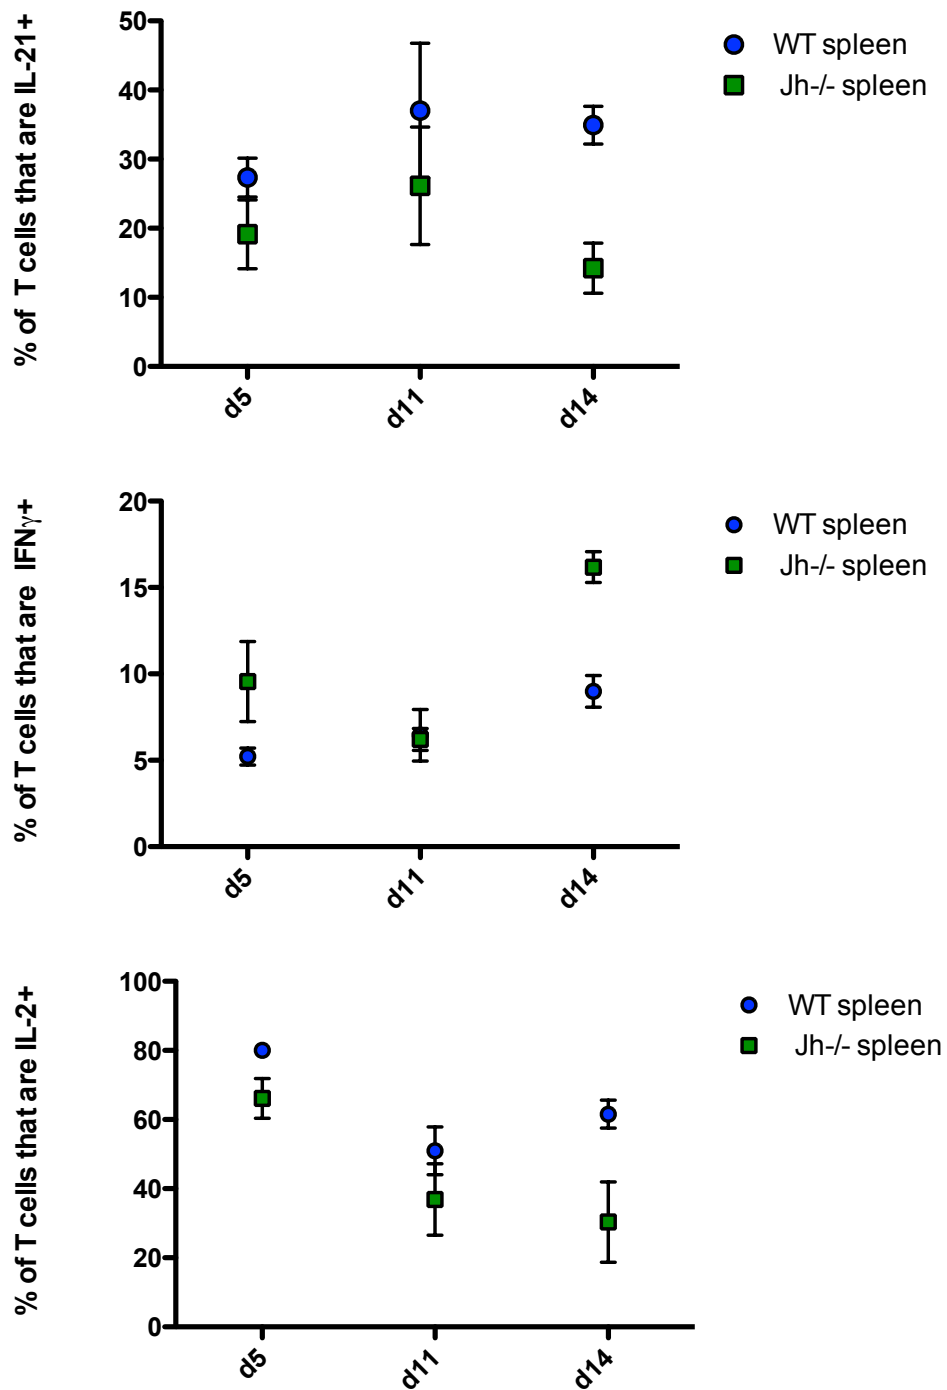 % of T cells that are IL-21+
50
40
30
20
10
0
d5
d11
d14
WT spleen
Jh-/- spleen
% of T cells that are IFNγ+
20
15
10
5
0
d5
d11
d14
WT spleen
Jh-/- spleen
% of T cells that are IL-2+
100
80
60
40
20
0
d5
d11
d14
WT spleen
Jh-/- spleen